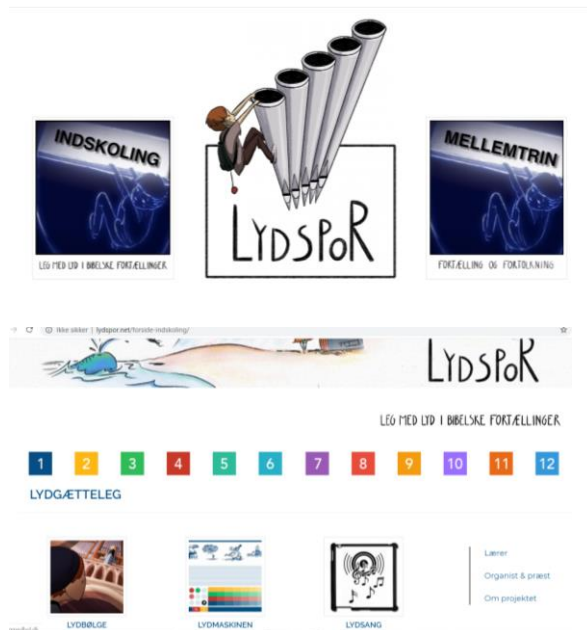 INDSKOLING
LEG MED LYD I BIBELSKE FORTÆLLINGER
LYDSPOR
MELLEMTRIN
FORTÆLLING OG FORTOLKNING
Ikke sikker | lydspor.net/forside-indskoling/
LYDSPOR
LEG MED LYD I BIBELSKE FORTÆLLINGER
1 2 3 4 5 6 7 8 9 10 11 12
LYDGÆTTELEG
LYDBØLGE
LYDMASKINEN
LYDSANG
Lærer
Organist & præst
Om projektet